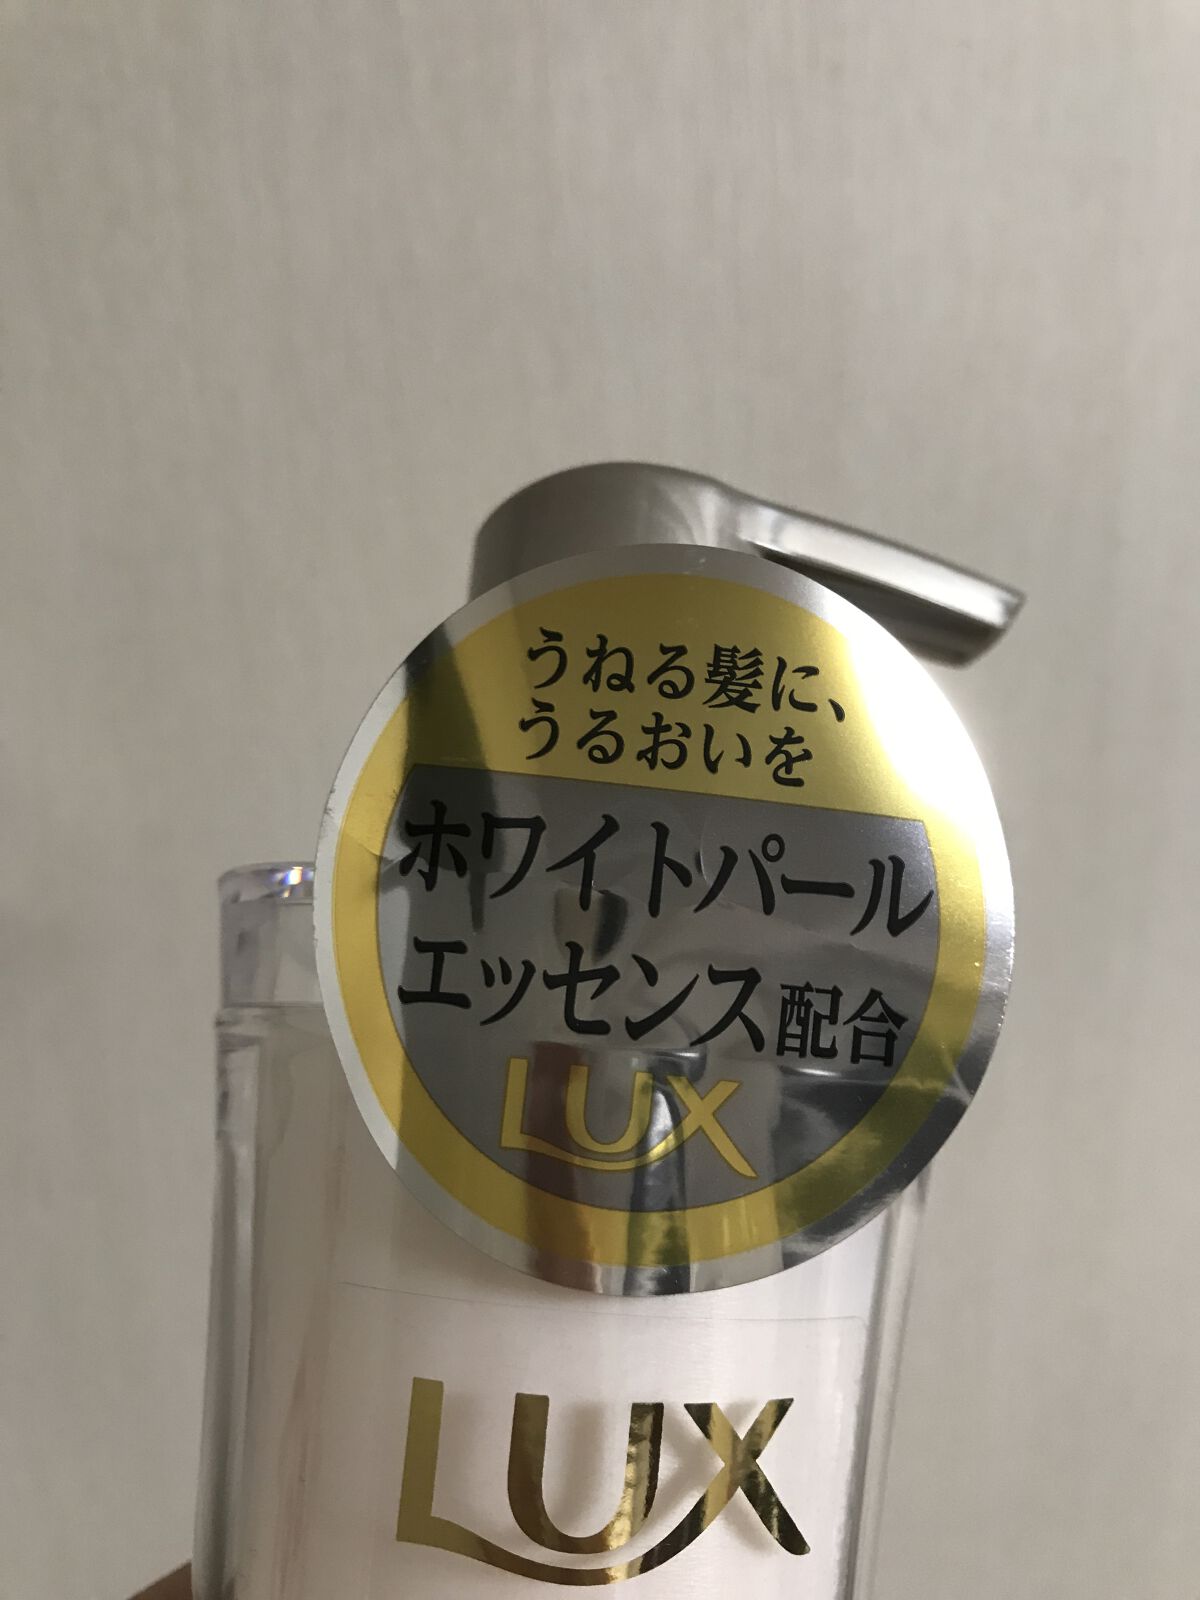 うねる髪に、
うるおいを
ホワイトパール
エッセンス配合
LUX
LUX